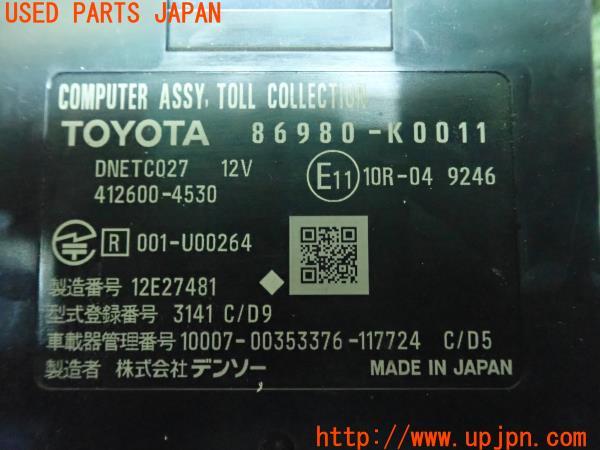 USED PARTS JAPAN
COMPUTER ASSY, TOLL COLLECTION
TOYOTA 86980-K0011
DNETC027 12V
412600-4530
E11 10R-04 9246
R 001-U00264
製造番号 12E27481
型式登録番号 3141 C/D9
車載器管理番号 10007-00353376-117724 C/D5
製造者 株式会社デンソー MADE IN JAPAN
UPJ http://www.upjpn.com